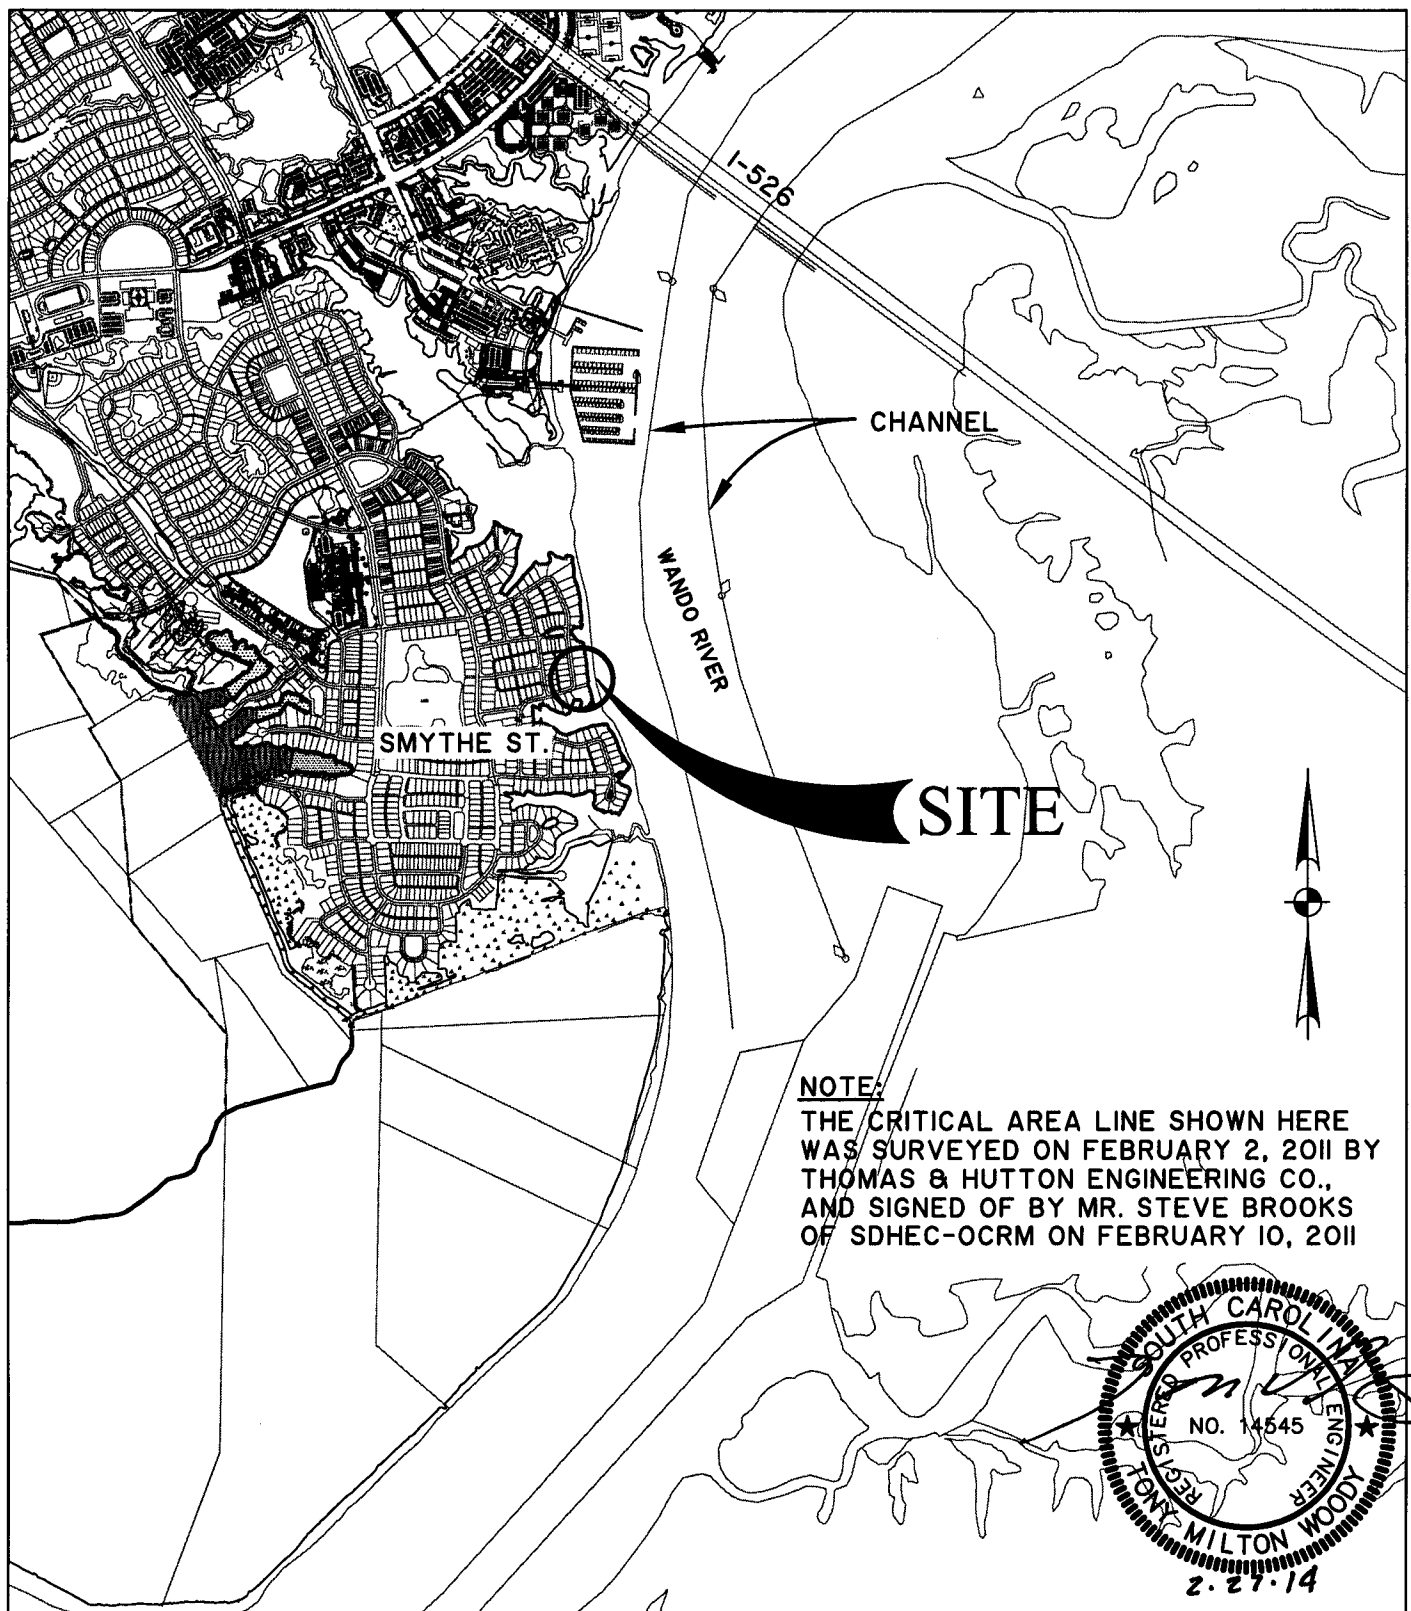 I-526
CHANNEL
WANDO RIVER
SMYTHE ST.
SITE
NOTE:
THE CRITICAL AREA LINE SHOWN HERE
WAS SURVEYED ON FEBRUARY 2, 2011 BY
THOMAS & HUTTON ENGINEERING CO.,
AND SIGNED OF BY MR. STEVE BROOKS
OF SDHEC-OCRM ON FEBRUARY 10, 2011
SOUTH CAROLINA
REGISTERED PROFESSIONAL ENGINEER
NO. 14545
TONY MILTON WOODY
2.27.14